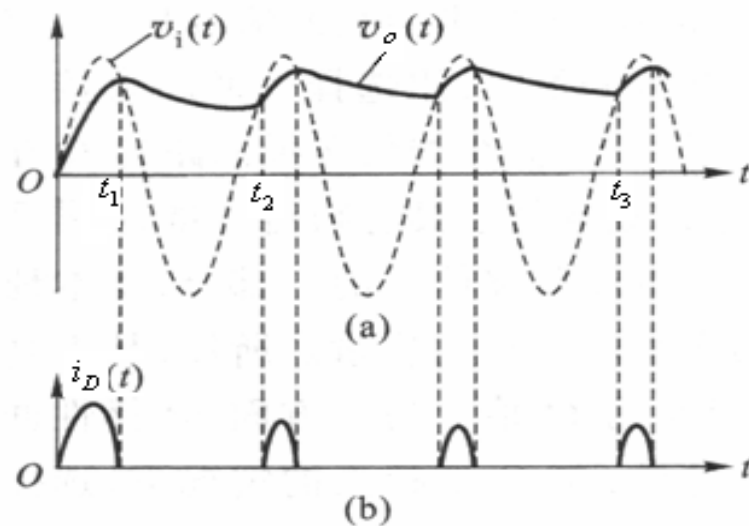 v_i(t) v_o(t)
O t_1 t_2 t_3 t
(a)
i_D(t)
O t
(b)